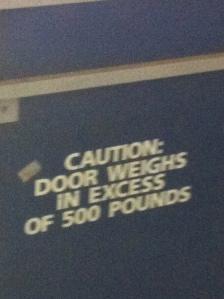 CAUTION:
DOOR WEIGHS
IN EXCESS
OF 500 POUNDS